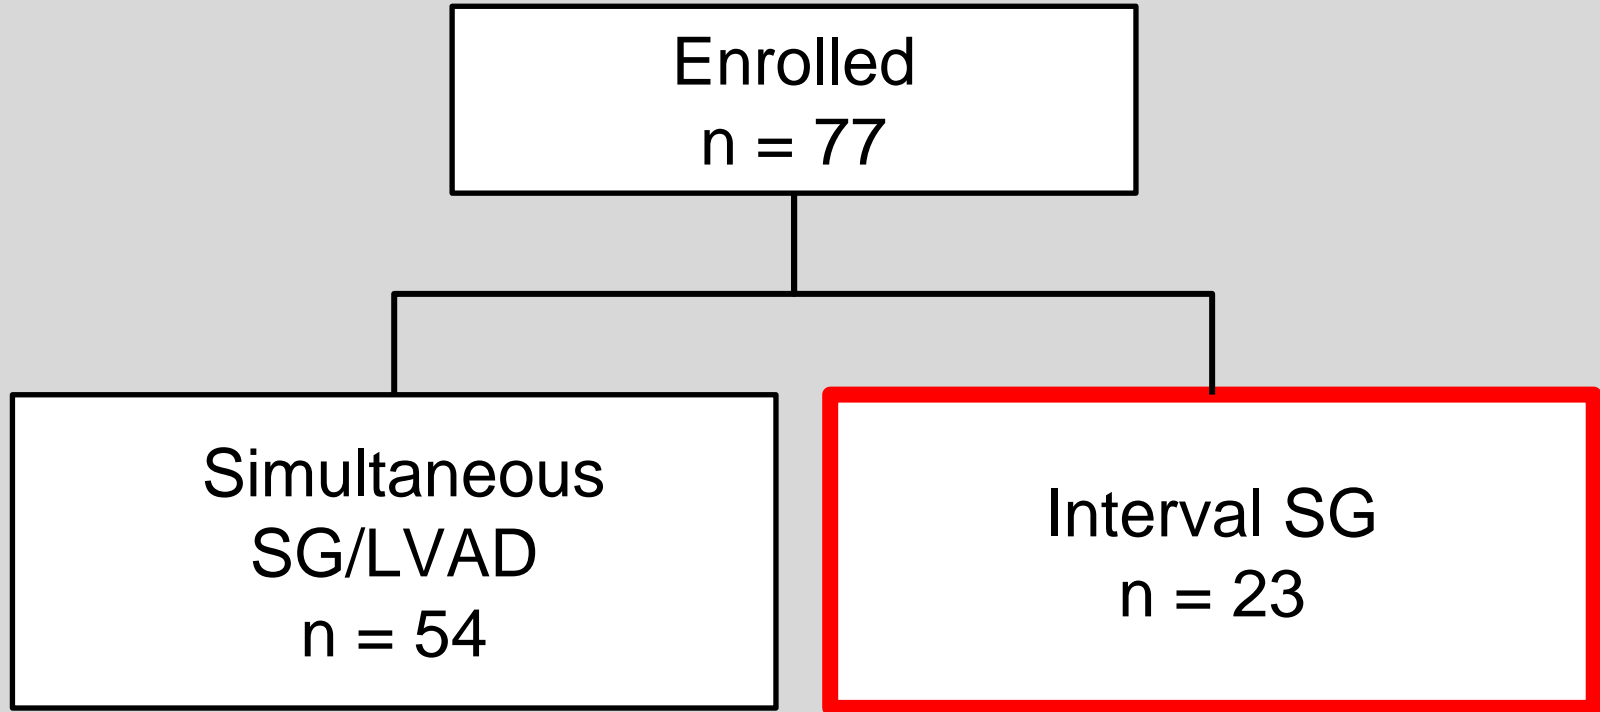 Enrolled
n = 77
Simultaneous
SG/LVAD
n = 54
Interval SG
n = 23